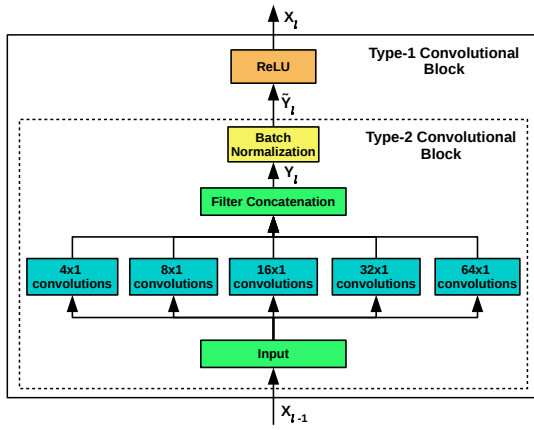 X_l
Type-1 Convolutional
Block
ReLU
Ỹ_l
Type-2 Convolutional
Block
Batch
Normalization
Y_l
Filter Concatenation
4x1
convolutions
8x1
convolutions
16x1
convolutions
32x1
convolutions
64x1
convolutions
Input
X_l-1